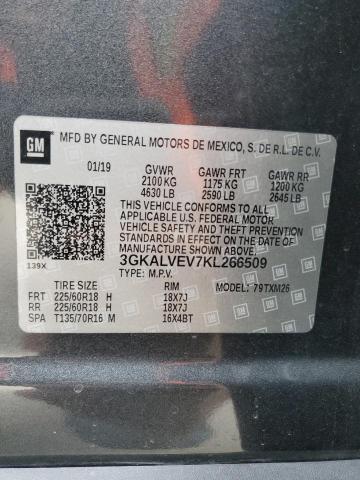 GM
MFD BY GENERAL MOTORS DE MEXICO, S. DE R.L. DE C.V.
01/19 GVWR GAWR FRT GAWR RR
2100 KG 1175 KG 1200 KG
4630 LB 2590 LB 2645 LB
THIS VEHICLE CONFORMS TO ALL
APPLICABLE U.S. FEDERAL MOTOR
VEHICLE SAFETY AND THEFT PREVENTION
STANDARDS IN EFFECT ON THE DATE OF
MANUFACTURE SHOWN ABOVE.
3GKALVEV7KL266509
139X
TYPE: M.P.V.
TIRE SIZE RIM MODEL: 79TXM26
FRT 225/60R18 H 18X7J
RR 225/60R18 H 18X7J
SPA T135/70R16 M 16X4BT